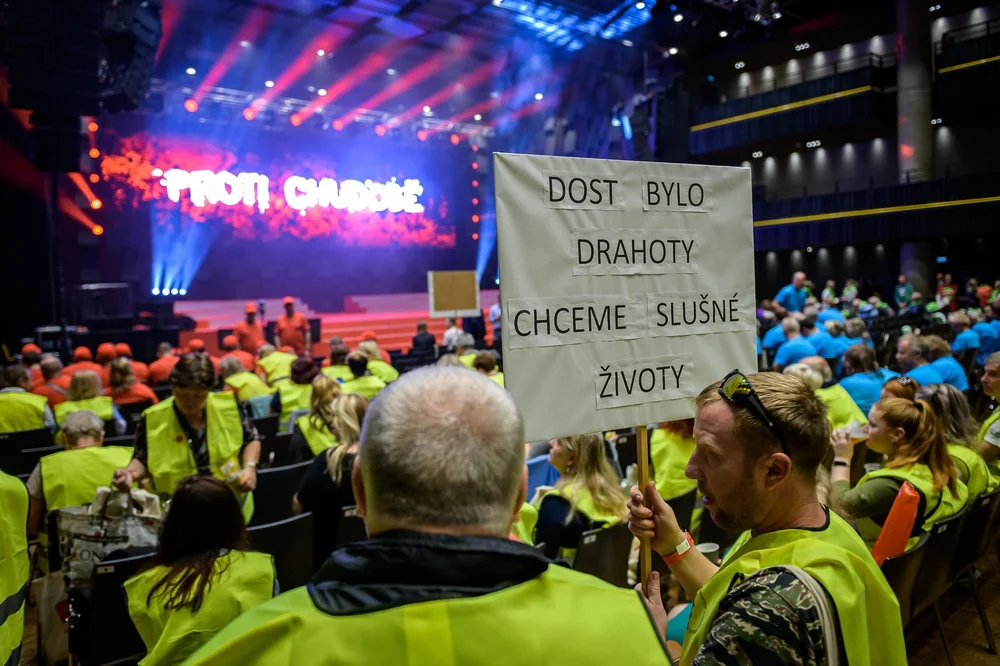 PROTI CHUDOBĚ
DOST BYLO
DRAHOTY
CHCEME SLUŠNÉ
ŽIVOTY